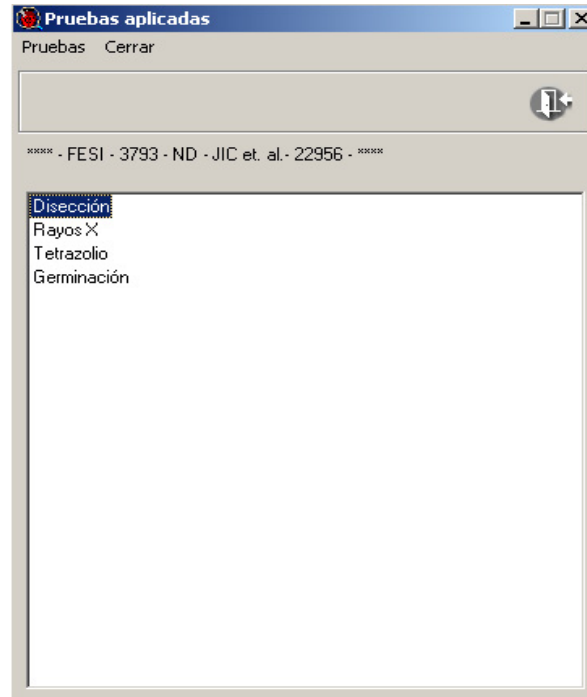 Pruebas aplicadas
Pruebas Cerrar
**** - FESI - 3793 - ND - JIC et. al.- 22956 - ****
Disección
Rayos X
Tetrazolio
Germinación